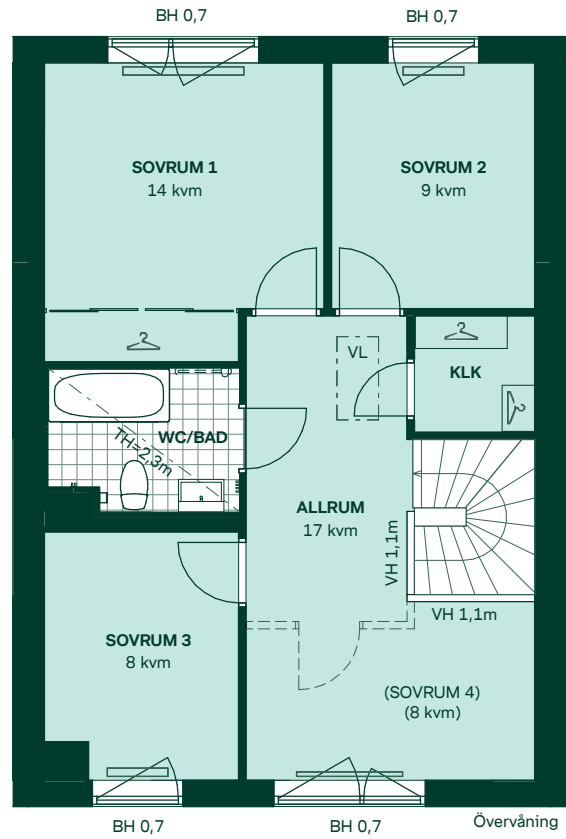 BH 0,7
BH 0,7
SOVRUM 1
14 kvm
SOVRUM 2
9 kvm
VL
KLK
WC/BAD
TH=2,3m
ALLRUM
17 kvm
VH 1,1m
VH 1,1m
SOVRUM 3
8 kvm
(SOVRUM 4)
(8 kvm)
BH 0,7
BH 0,7
Övervåning